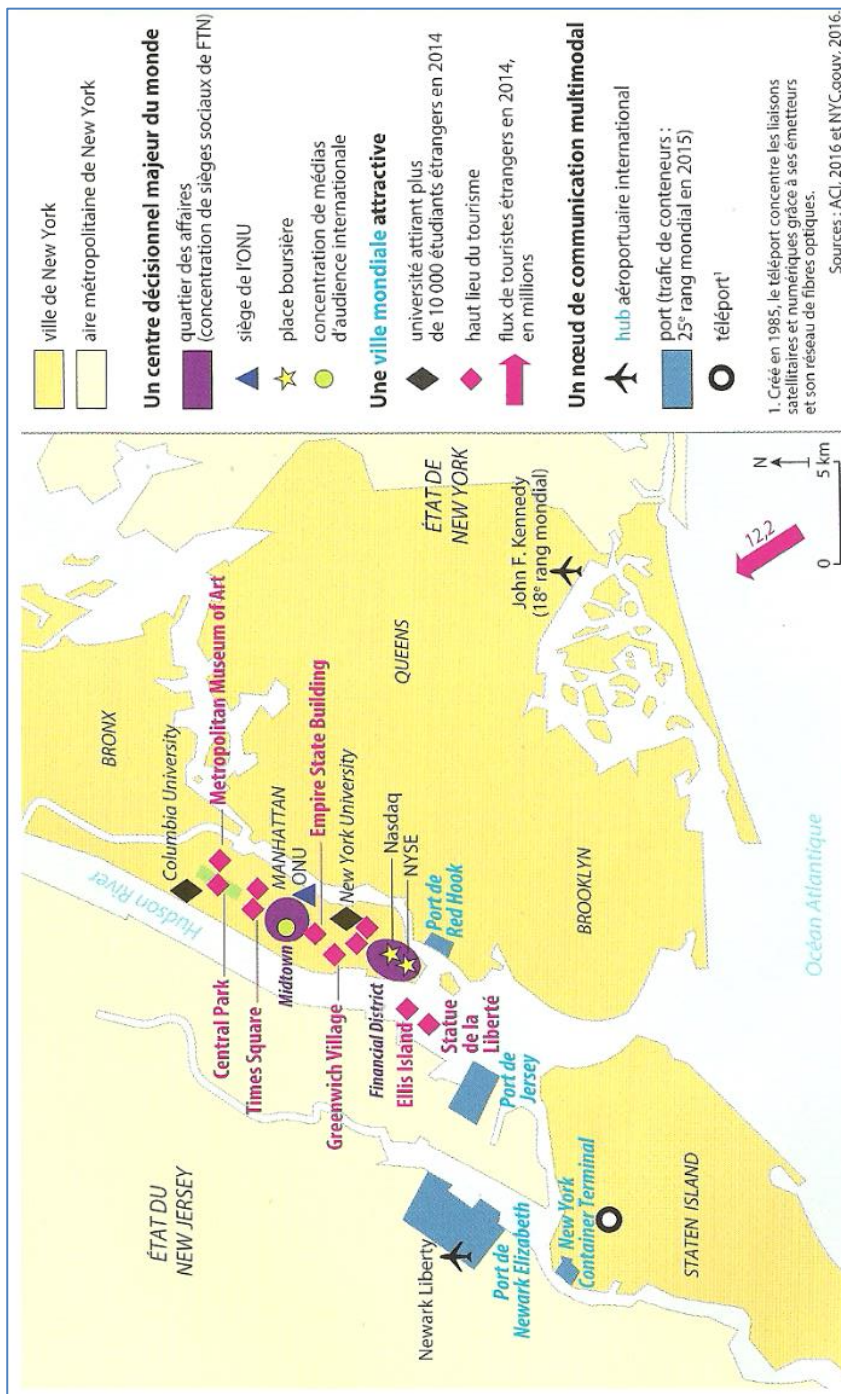 ÉTAT DU
NEW JERSEY
Hudson River
BRONX
Columbia University
Central Park
Metropolitan Museum of Art
Times Square
MANHATTAN
ONU
Midtown
Empire State Building
Greenwich Village
New York University
Financial District
Nasdaq
NYSE
Ellis Island
Statue
de la
Liberté
Port de
Red Hook
QUEENS
ÉTAT DE
NEW YORK
John F. Kennedy
(18e rang mondial)
BROOKLYN
Newark Liberty
Port de
Newark Elizabeth
Port de
Jersey
New York
Container Terminal
STATEN ISLAND
Océan Atlantique
12,2
N
0
5 km
ville de New York
aire métropolitaine de New York
Un centre décisionnel majeur du monde
quartier des affaires
(concentration de sièges sociaux de FTN)
siège de l'ONU
place boursière
concentration de médias
d'audience internationale
Une ville mondiale attractive
université attirant plus
de 10 000 étudiants étrangers en 2014
haut lieu du tourisme
flux de touristes étrangers en 2014,
en millions
Un nœud de communication multimodal
hub aéroportuaire international
port (trafic de conteneurs :
25e rang mondial en 2015)
téléport¹
1. Créé en 1985, le téléport concentre les liaisons
satellitaires et numériques grâce à ses émetteurs
et son réseau de fibres optiques.
Sources : ACI, 2016 et NYC.gouv, 2016.